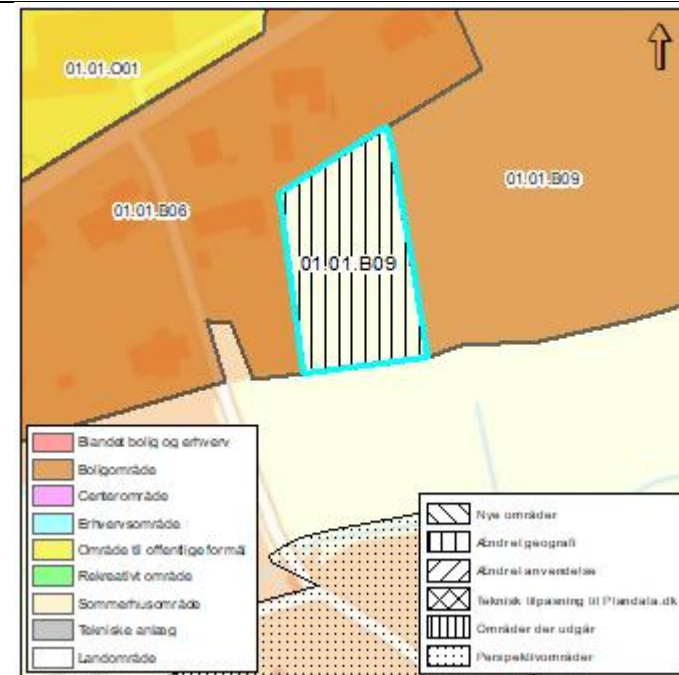 01.01.O01
01.01.B09
01.01.B06
01.01.B09
Blandet bolig og erhverv
Boligområde
Centerområde
Erhvervsområde
Område til offentlige formål
Rekreativt område
Sommerhusområde
Tekniske anlæg
Landområde
Nye områder
Ændret geografi
Ændret anvendelse
Teknisk tilpasning til Plandata.dk
Områder der udgår
Perspektivområder